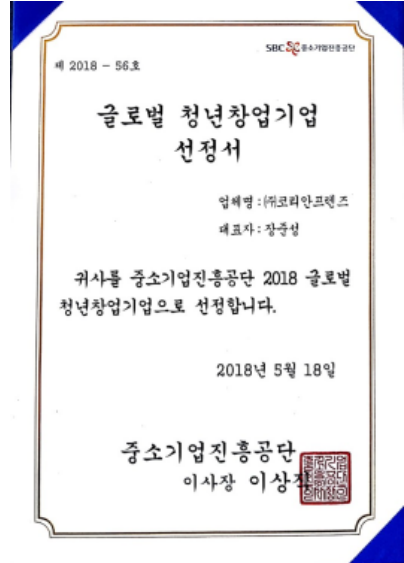 SBC 중소기업진흥공단
제 2018 - 56호
글로벌 청년창업기업
선정서
업체명 : (주)코리안프렌즈
대표자 : 장준성
귀사를 중소기업진흥공단 2018 글로벌
청년창업기업으로 선정합니다.
2018년 5월 18일
중소기업진흥공단
이사장 이상직